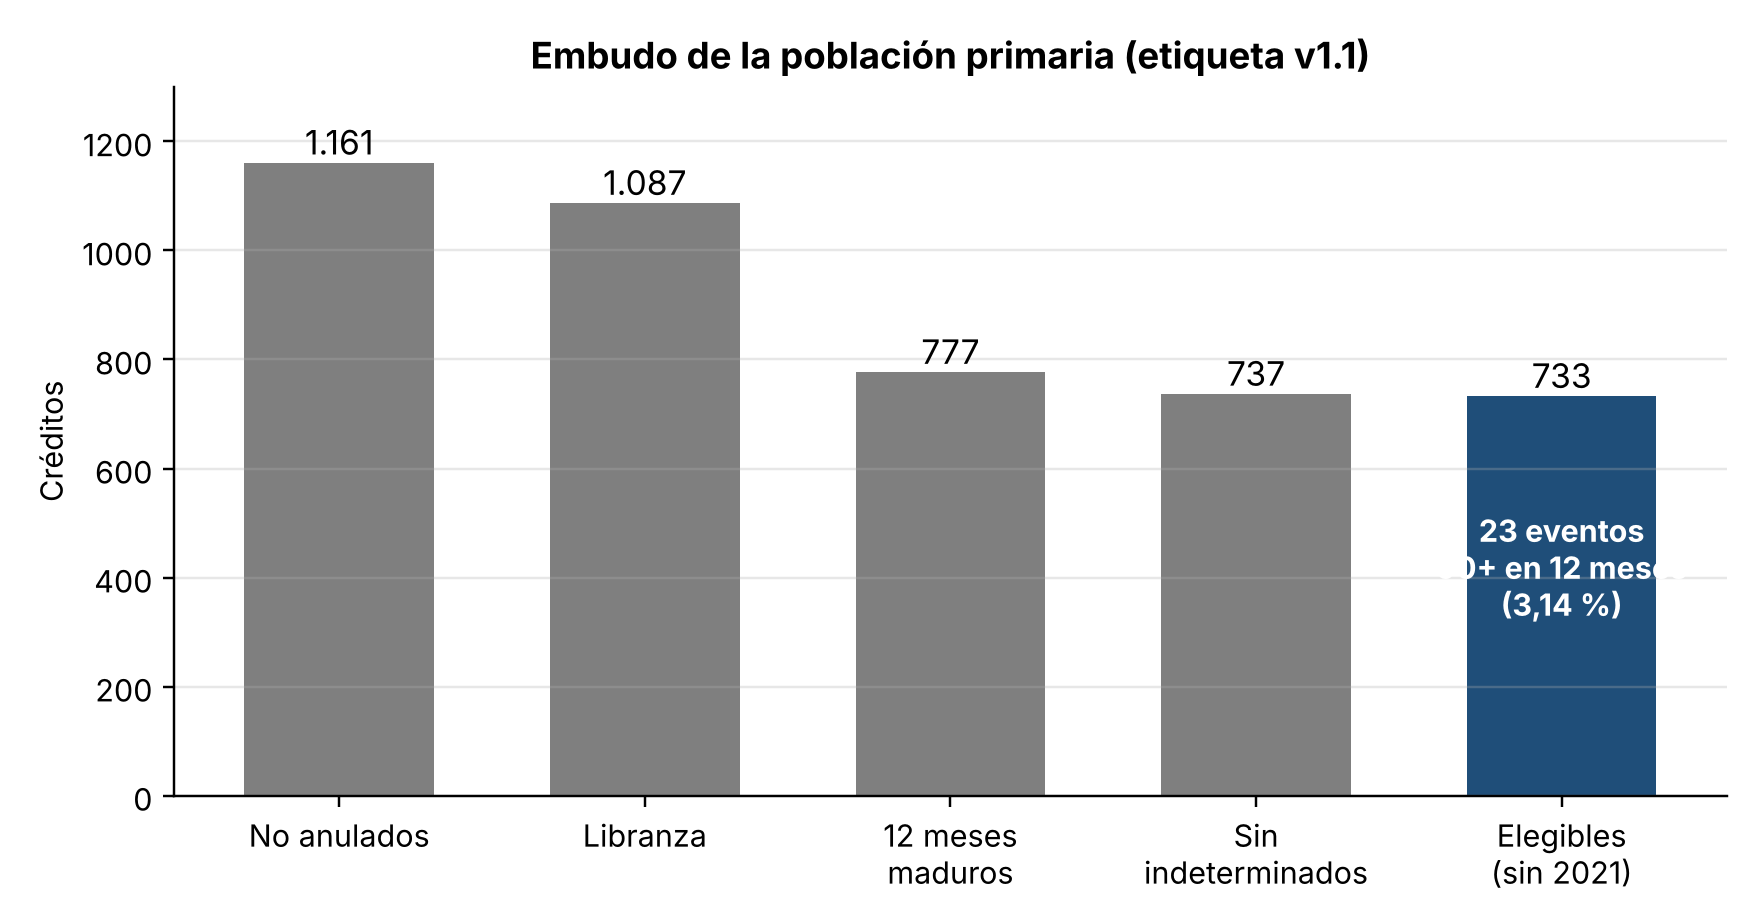 Embudo de la población primaria (etiqueta v1.1)
Créditos
1200
1000
800
600
400
200
0
1.161
1.087
777
737
733
23 eventos
en 12
(3,14 %)
No anulados
Libranza
12 meses
maduros
Sin
indeterminados
Elegibles
(sin 2021)